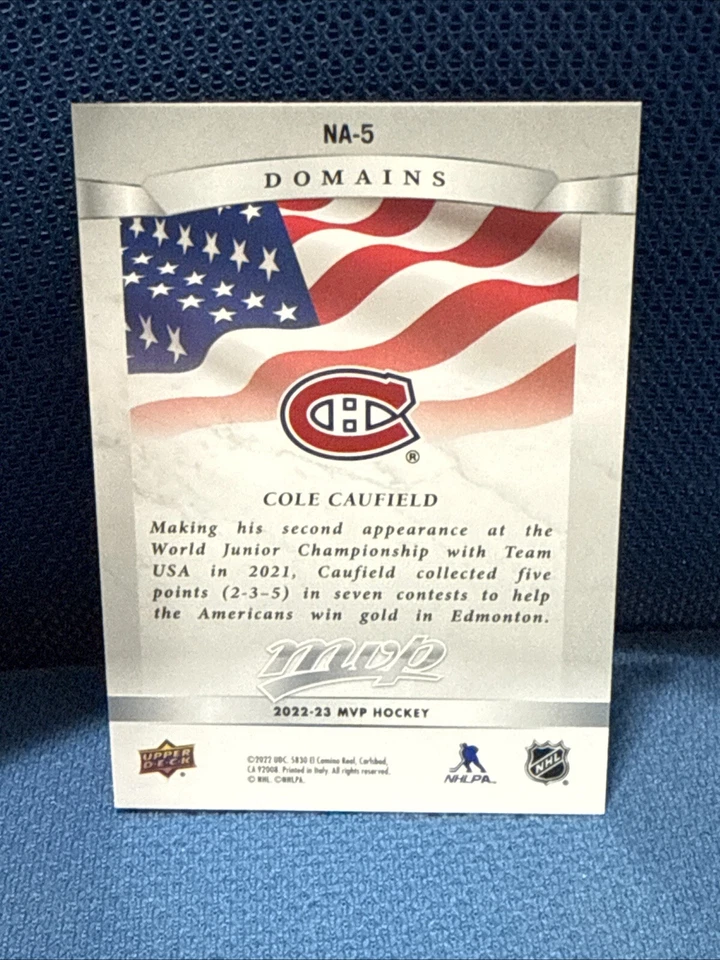 NA-5
DOMAINS
®
COLE CAUFIELD
Making his second appearance at the
World Junior Championship with Team
USA in 2021, Caufield collected five
points (2-3–5) in seven contests to help
the Americans win gold in Edmonton.
mvp
2022-23 MVP HOCKEY
UPPER
DECK
©2022 UDC. 5830 El Camino Real, Carlsbad,
CA 92008. Printed in Italy. All rights reserved.
© NHL. ©NHLPA.
NHLPA
NHL